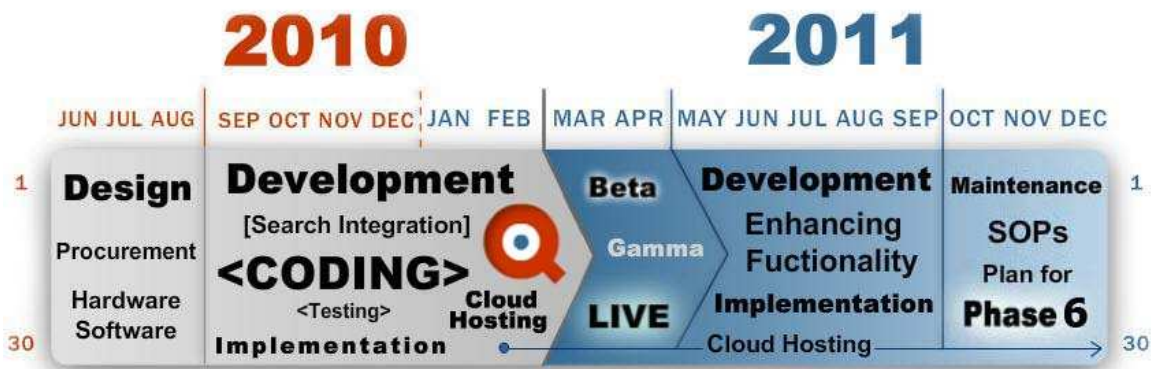 2010
2011
JUN JUL AUG
SEP OCT NOV DEC
JAN FEB
MAR APR
MAY JUN JUL AUG SEP
OCT NOV DEC
1
30
Design
Procurement
Hardware
Software
Development
[Search Integration]
<CODING>
<Testing>
Implementation
Cloud
Hosting
Beta
Gamma
LIVE
Development
Enhancing
Fuctionality
Implementation
Cloud Hosting
Maintenance
SOPs
Plan for
Phase 6
1
30